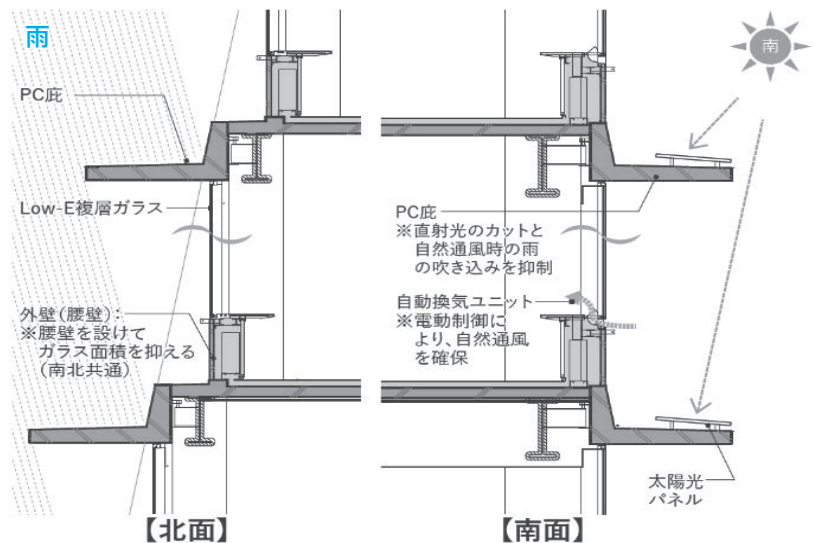 雨
PC庇
Low-E複層ガラス
外壁(腰壁):
※腰壁を設けて
ガラス面積を抑える
(南北共通)
【北面】
南
PC庇
※直射光のカットと
自然通風時の雨
の吹き込みを抑制
自動換気ユニット
※電動制御に
より、自然通風
を確保
太陽光
パネル
【南面】